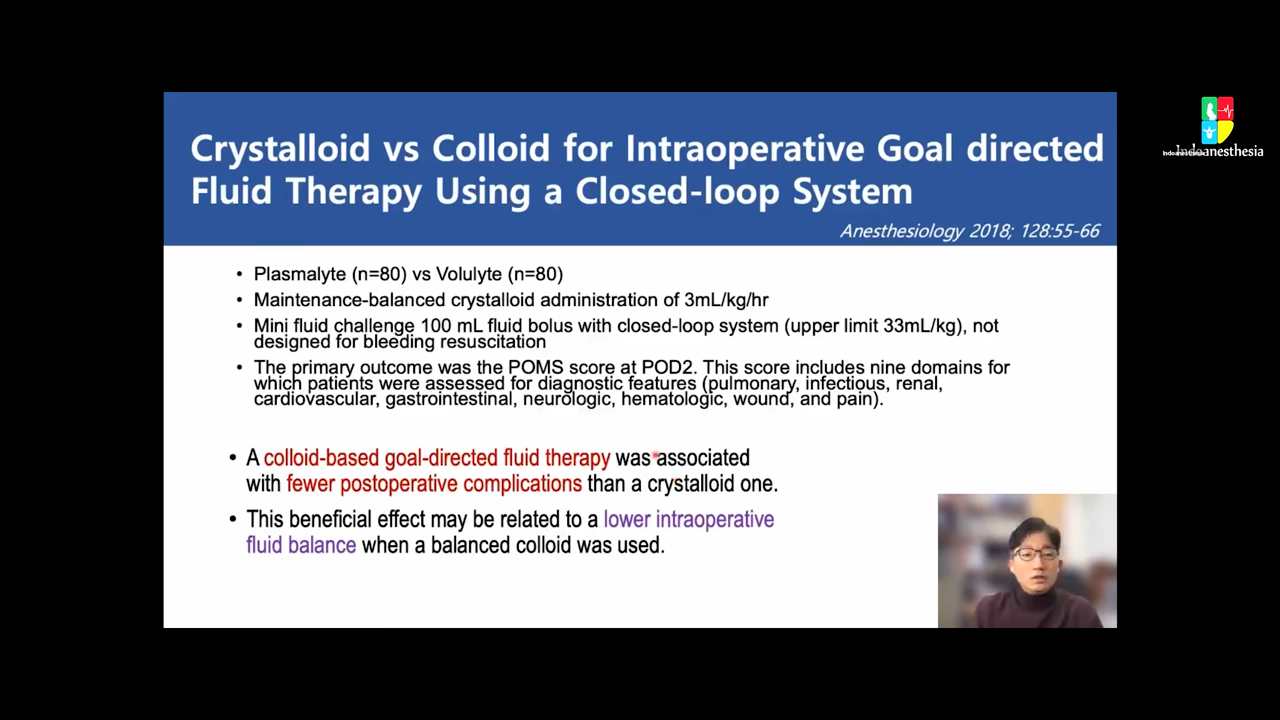 Crystalloid vs Colloid for Intraoperative Goal directed
Fluid Therapy Using a Closed-loop System
Anesthesiology 2018; 128:55-66
Indoanesthesia
• Plasmalyte (n=80) vs Volulyte (n=80)
• Maintenance-balanced crystalloid administration of 3mL/kg/hr
• Mini fluid challenge 100 mL fluid bolus with closed-loop system (upper limit 33mL/kg), not
designed for bleeding resuscitation
• The primary outcome was the POMS score at POD2. This score includes nine domains for
which patients were assessed for diagnostic features (pulmonary, infectious, renal,
cardiovascular, gastrointestinal, neurologic, hematologic, wound, and pain).
• A colloid-based goal-directed fluid therapy was associated
with fewer postoperative complications than a crystalloid one.
• This beneficial effect may be related to a lower intraoperative
fluid balance when a balanced colloid was used.